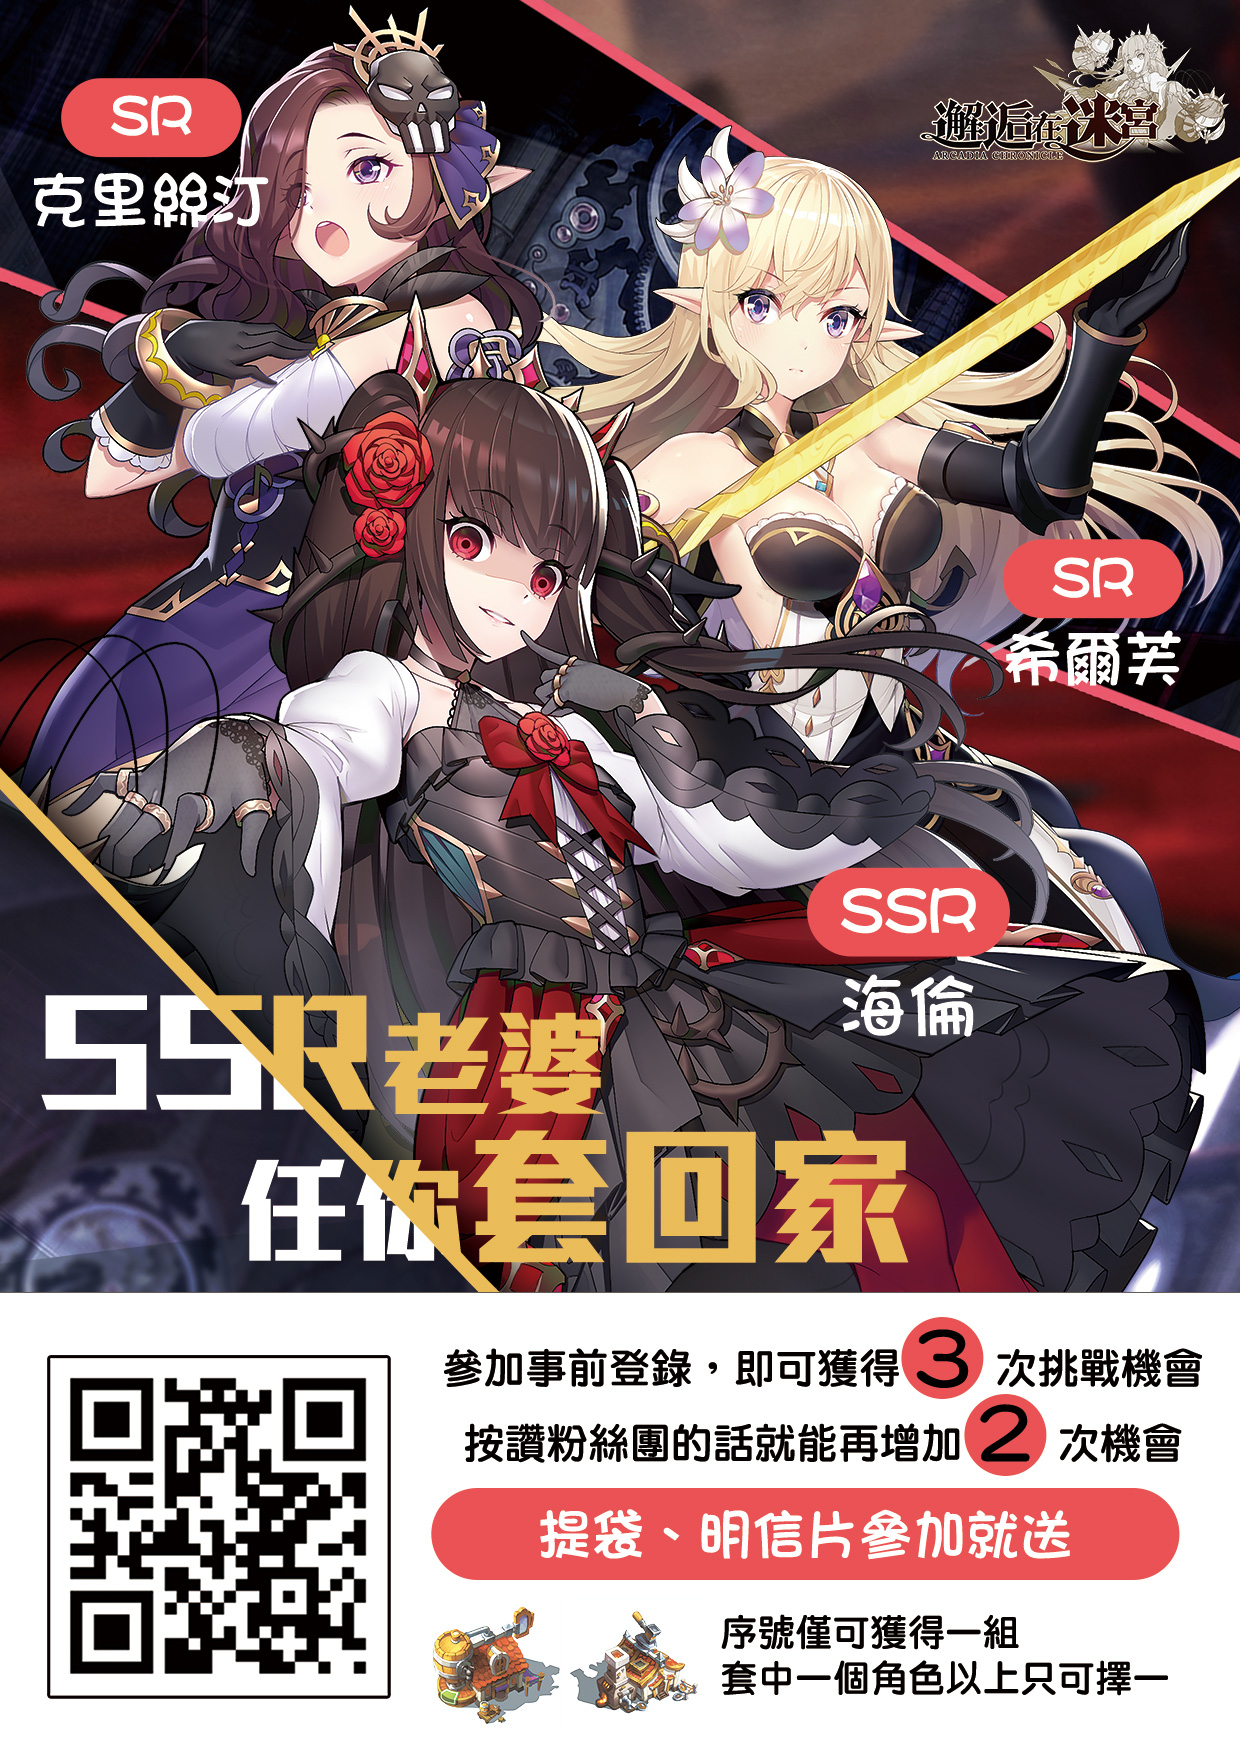 SR
克里絲汀
邂逅在迷宮
ARCADIA CHRONICLE
SR
希爾芙
SSR
海倫
SSR老婆
任你套回家
參加事前登錄，即可獲得3次挑戰機會
按讚粉絲團的話就能再增加2次機會
提袋、明信片參加就送
序號僅可獲得一組
套中一個角色以上只可擇一